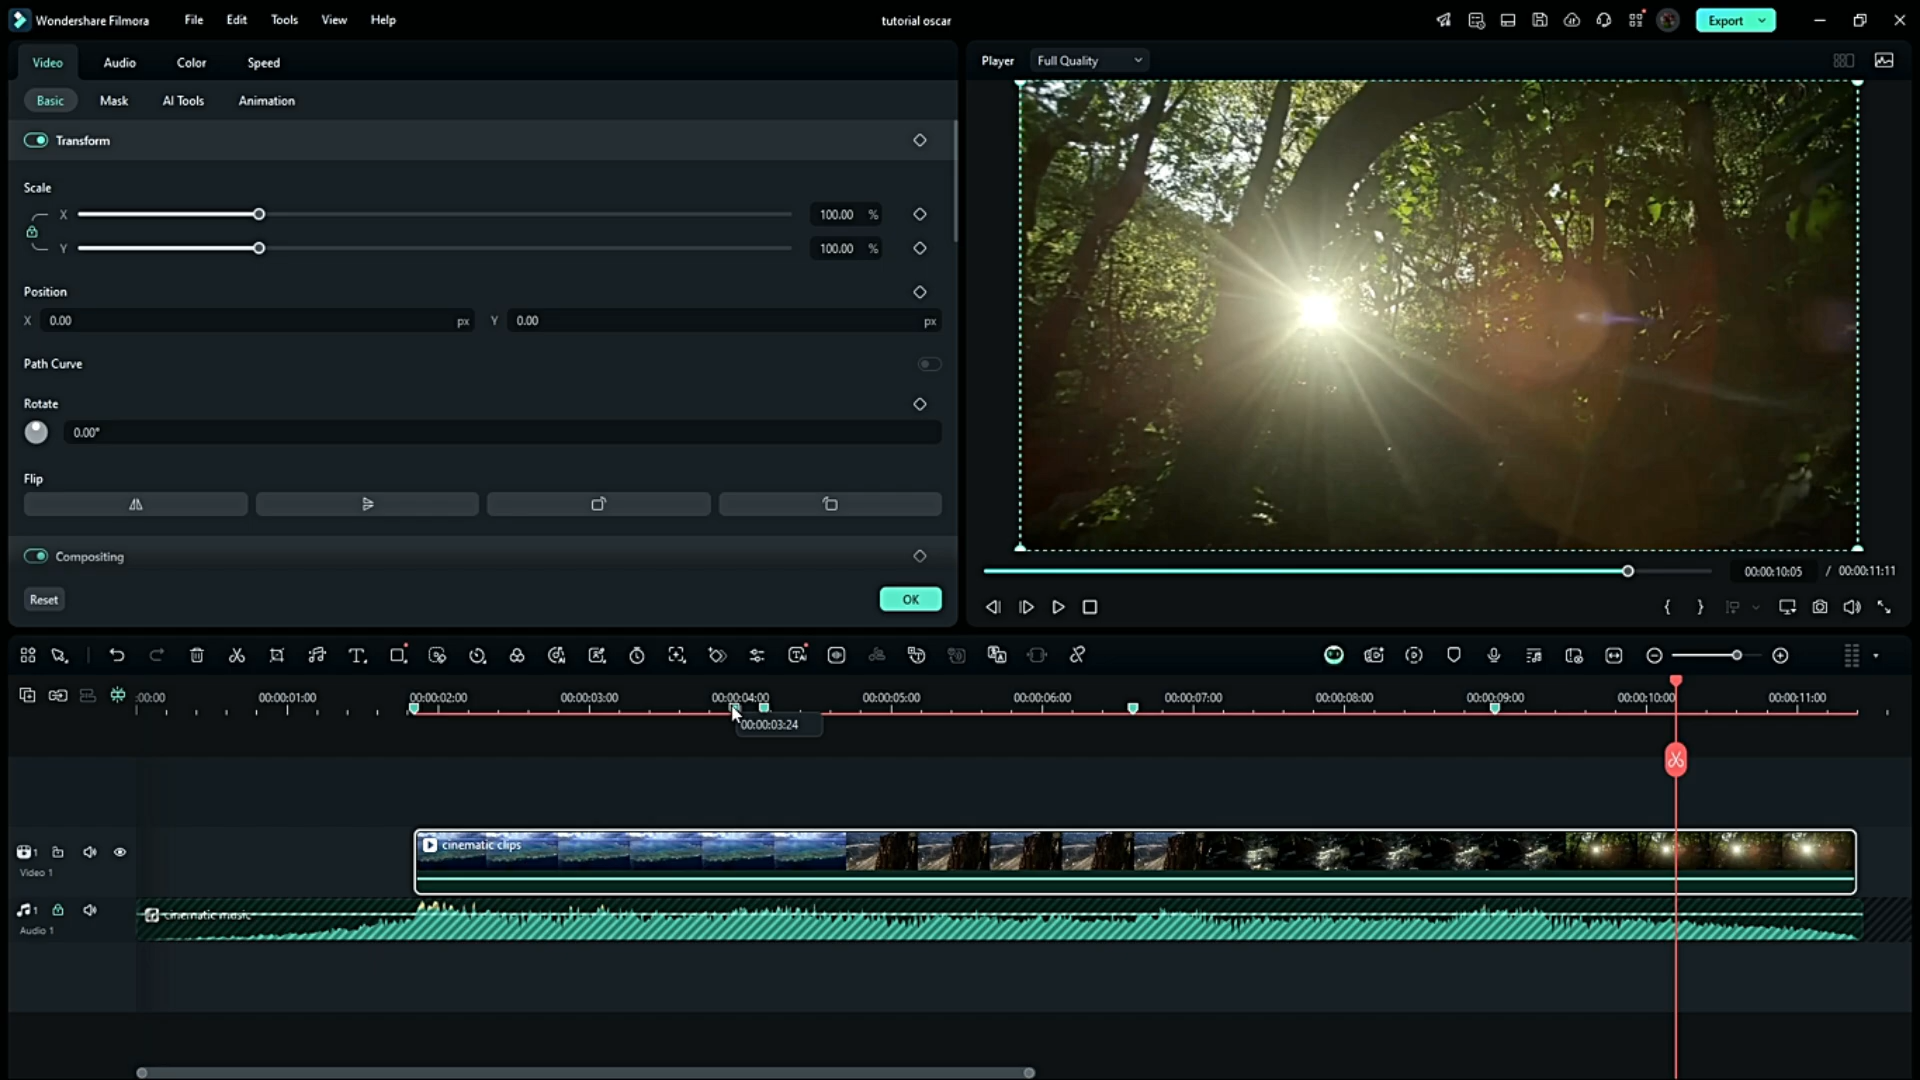 Wondershare Filmora File Edit Tools View Help tutorial oscar Export
Video Audio Color Speed
Player Full Quality
Basic Mask AI Tools Animation
Transform
Scale
X 100.00 %
Y 100.00 %
Position
X 0.00 px Y 0.00 px
Path Curve
Rotate
0.00°
Flip
Compositing
Reset OK
00:00:10:05 / 00:00:11:11
:00:00 00:00:01:00 00:00:02:00 00:00:03:00 00:00:04:00 00:00:05:00 00:00:06:00 00:00:07:00 00:00:08:00 00:00:09:00 00:00:10:00 00:00:11:00
00:00:03:24
1 cinematic clips
Video 1
1 cinematic music
Audio 1